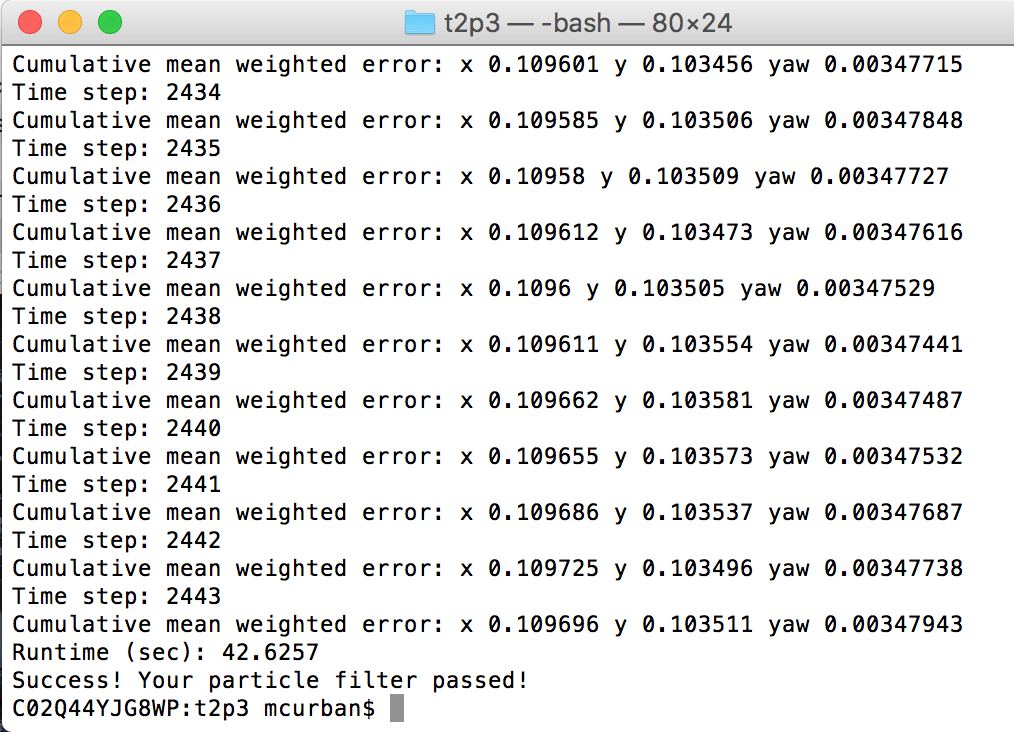 t2p3 — -bash — 80×24
Cumulative mean weighted error: x 0.109601 y 0.103456 yaw 0.00347715
Time step: 2434
Cumulative mean weighted error: x 0.109585 y 0.103506 yaw 0.00347848
Time step: 2435
Cumulative mean weighted error: x 0.10958 y 0.103509 yaw 0.00347727
Time step: 2436
Cumulative mean weighted error: x 0.109612 y 0.103473 yaw 0.00347616
Time step: 2437
Cumulative mean weighted error: x 0.1096 y 0.103505 yaw 0.00347529
Time step: 2438
Cumulative mean weighted error: x 0.109611 y 0.103554 yaw 0.00347441
Time step: 2439
Cumulative mean weighted error: x 0.109662 y 0.103581 yaw 0.00347487
Time step: 2440
Cumulative mean weighted error: x 0.109655 y 0.103573 yaw 0.00347532
Time step: 2441
Cumulative mean weighted error: x 0.109686 y 0.103537 yaw 0.00347687
Time step: 2442
Cumulative mean weighted error: x 0.109725 y 0.103496 yaw 0.00347738
Time step: 2443
Cumulative mean weighted error: x 0.109696 y 0.103511 yaw 0.00347943
Runtime (sec): 42.6257
Success! Your particle filter passed!
C02Q44YJG8WP:t2p3 mcurban$